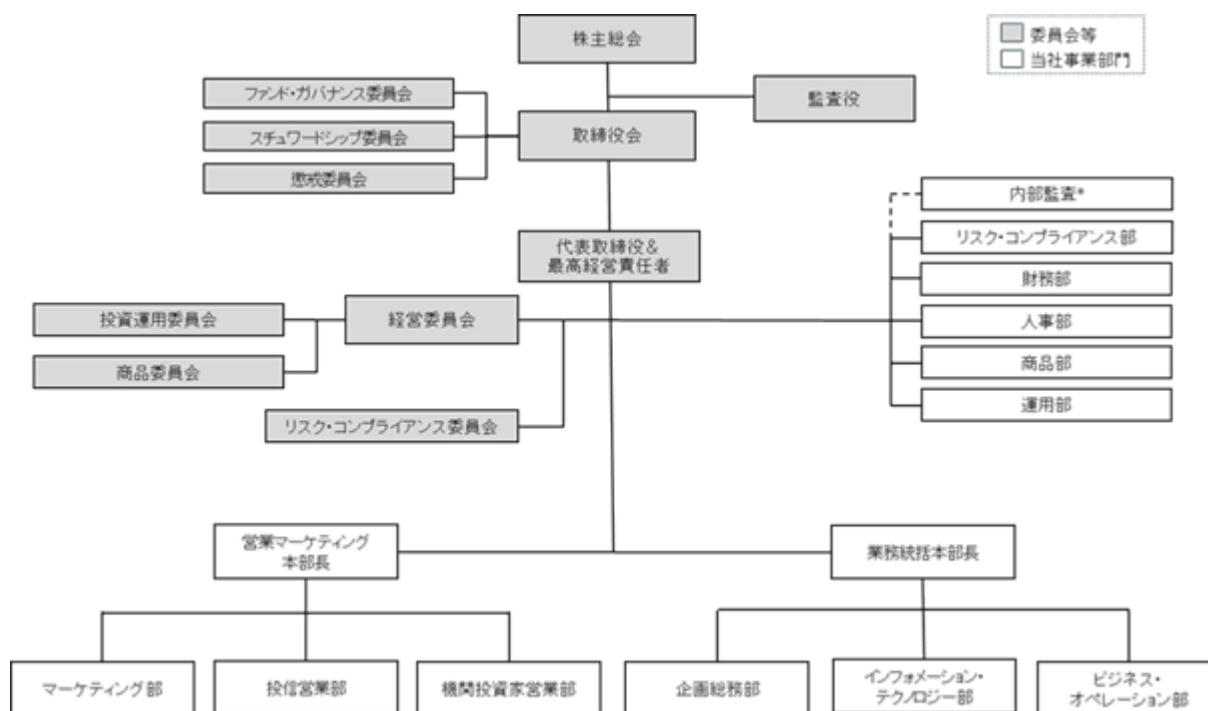 株主総会
委員会等
当社事業部門
ファンド・ガバナンス委員会
監査役
スチュワードシップ委員会
取締役会
懲戒委員会
内部監査*
リスク・コンプライアンス部
代表取締役&
最高経営責任者
財務部
投資運用委員会
経営委員会
人事部
商品委員会
商品部
運用部
リスク・コンプライアンス委員会
営業マーケティング
本部長
業務統括本部長
マーケティング部
投信営業部
機関投資家営業部
企画総務部
インフォメーション・
テクノロジー部
ビジネス・
オペレーション部